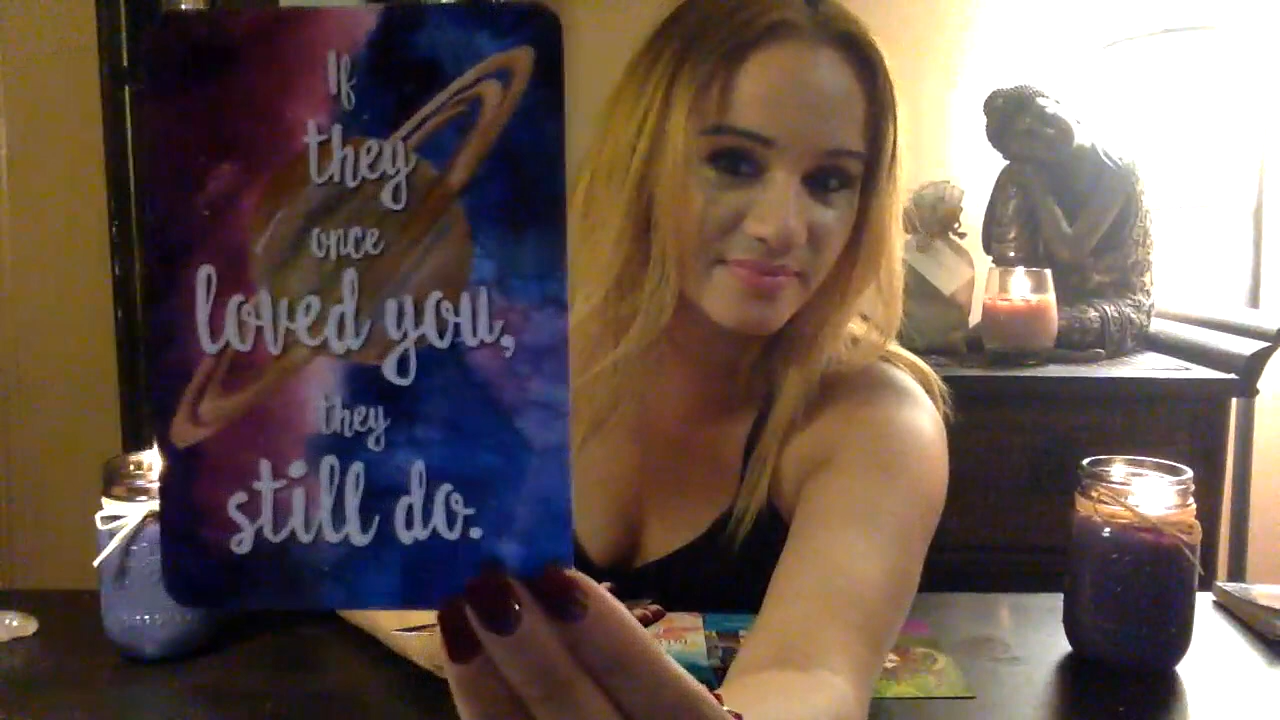 If
they
once
loved you,
they
still do.